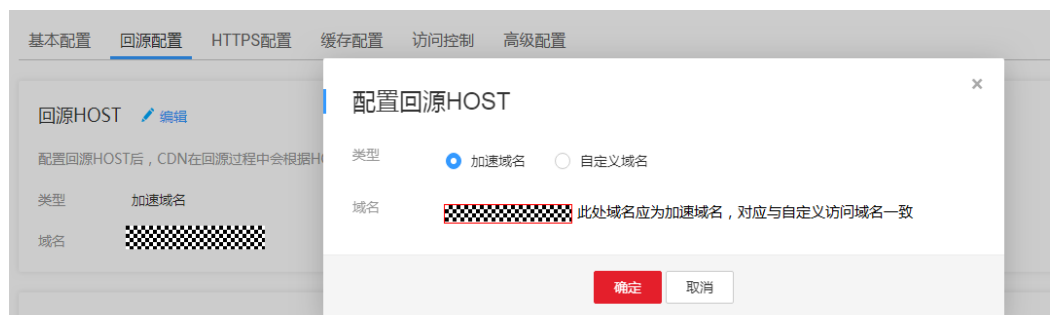 基本配置 回源配置 HTTPS配置 缓存配置 访问控制 高级配置
回源HOST 编辑
配置回源HOST后，CDN在回源过程中会根据H
类型 加速域名
域名
配置回源HOST
类型 加速域名 自定义域名
域名 此处域名应为加速域名，对应与自定义访问域名一致
确定 取消